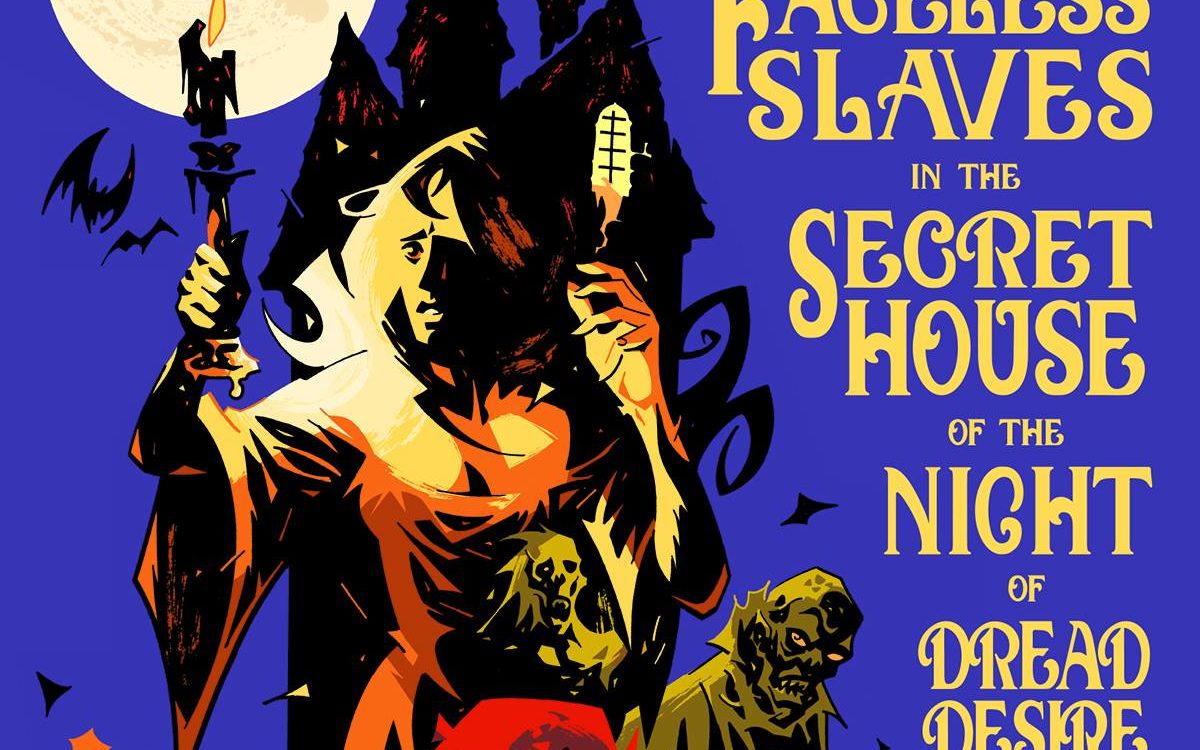 FACELESS
SLAVES
IN THE
SECRET
HOUSE
OF THE
NIGHT
OF
DREAD
DESIRE